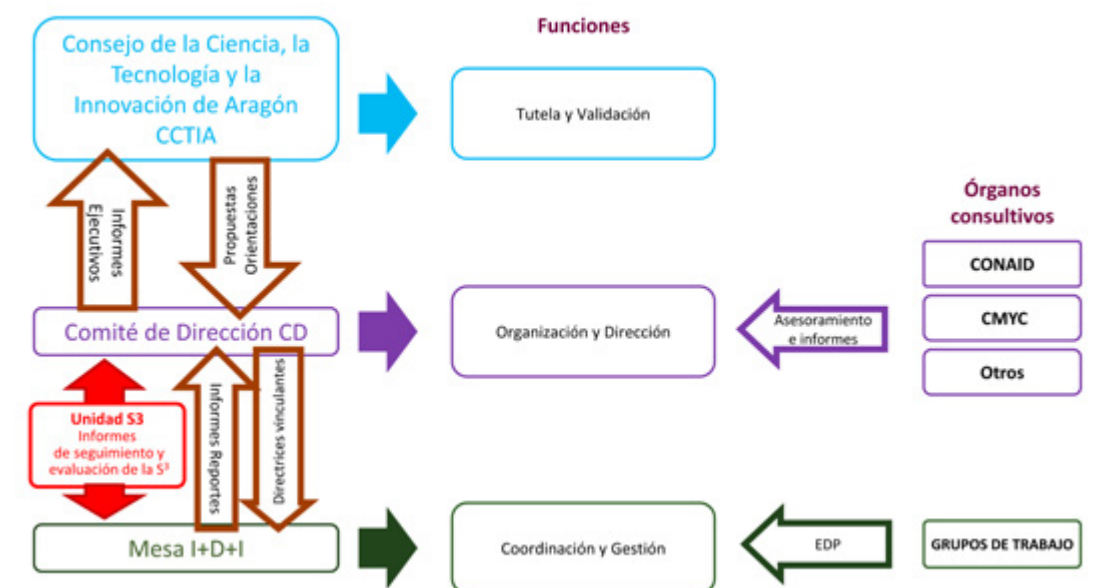 Funciones
Consejo de la Ciencia, la
Tecnología y la
Innovación de Aragón
CCTIA
Tutela y Validación
Informes
Ejecutivos
Propuestas
Orientaciones
Órganos
consultivos
CONAID
CMYC
Otros
Comité de Dirección CD
Organización y Dirección
Asesoramiento
e informes
Unidad S3
Informes
de seguimiento y
evaluación de la S³
Informes Reportes
Directrices vinculantes
Mesa I+D+I
Coordinación y Gestión
EDP
GRUPOS DE TRABAJO